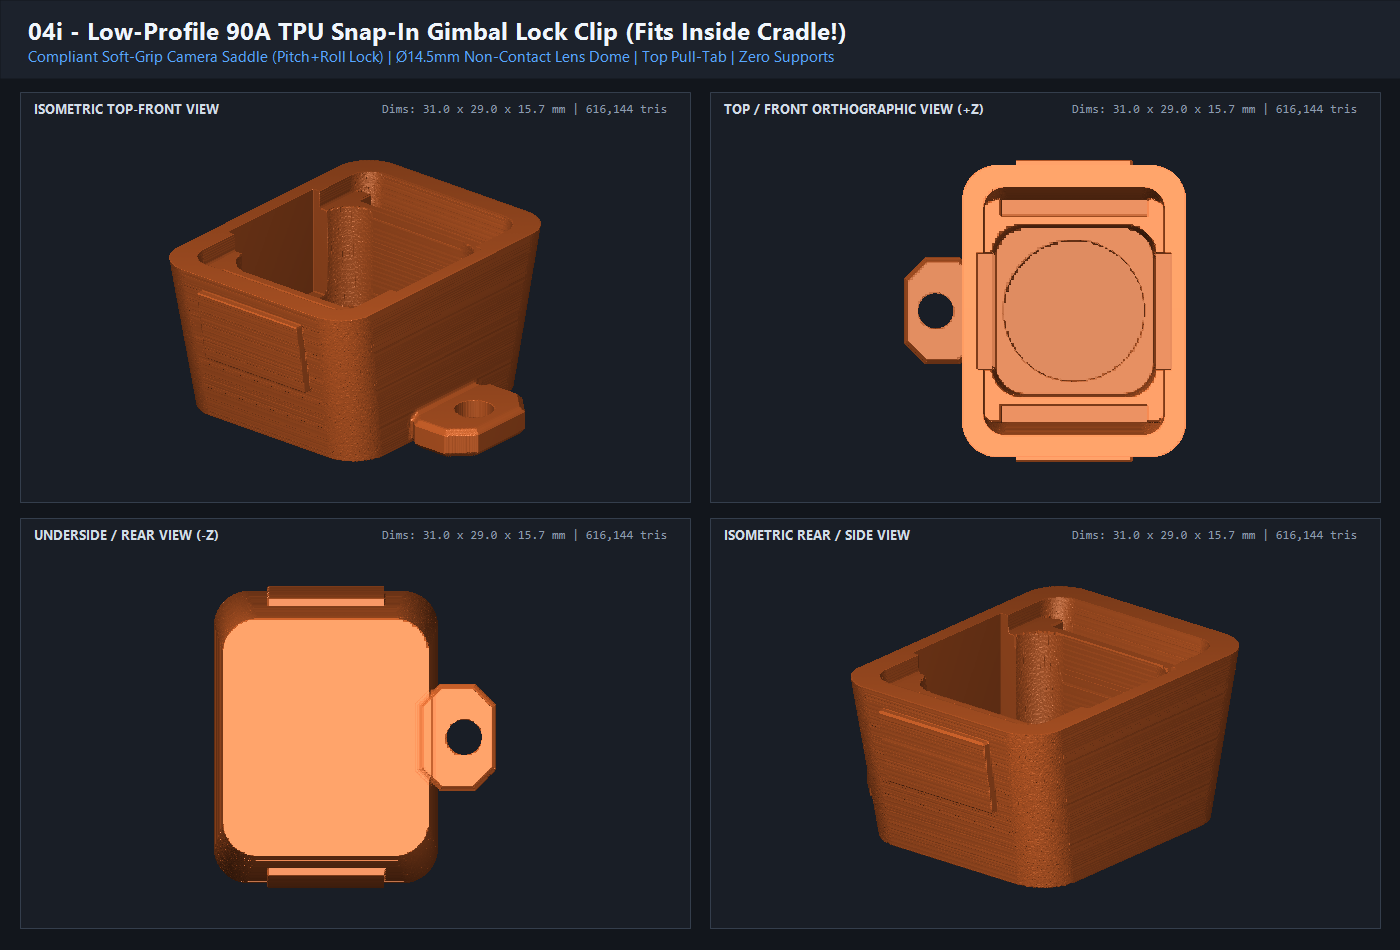 04i - Low-Profile 90A TPU Snap-In Gimbal Lock Clip (Fits Inside Cradle!)
Compliant Soft-Grip Camera Saddle (Pitch+Roll Lock) | Ø14.5mm Non-Contact Lens Dome | Top Pull-Tab | Zero Supports
ISOMETRIC TOP-FRONT VIEW
Dims: 31.0 x 29.0 x 15.7 mm | 616,144 tris
TOP / FRONT ORTHOGRAPHIC VIEW (+Z)
Dims: 31.0 x 29.0 x 15.7 mm | 616,144 tris
UNDERSIDE / REAR VIEW (-Z)
Dims: 31.0 x 29.0 x 15.7 mm | 616,144 tris
ISOMETRIC REAR / SIDE VIEW
Dims: 31.0 x 29.0 x 15.7 mm | 616,144 tris